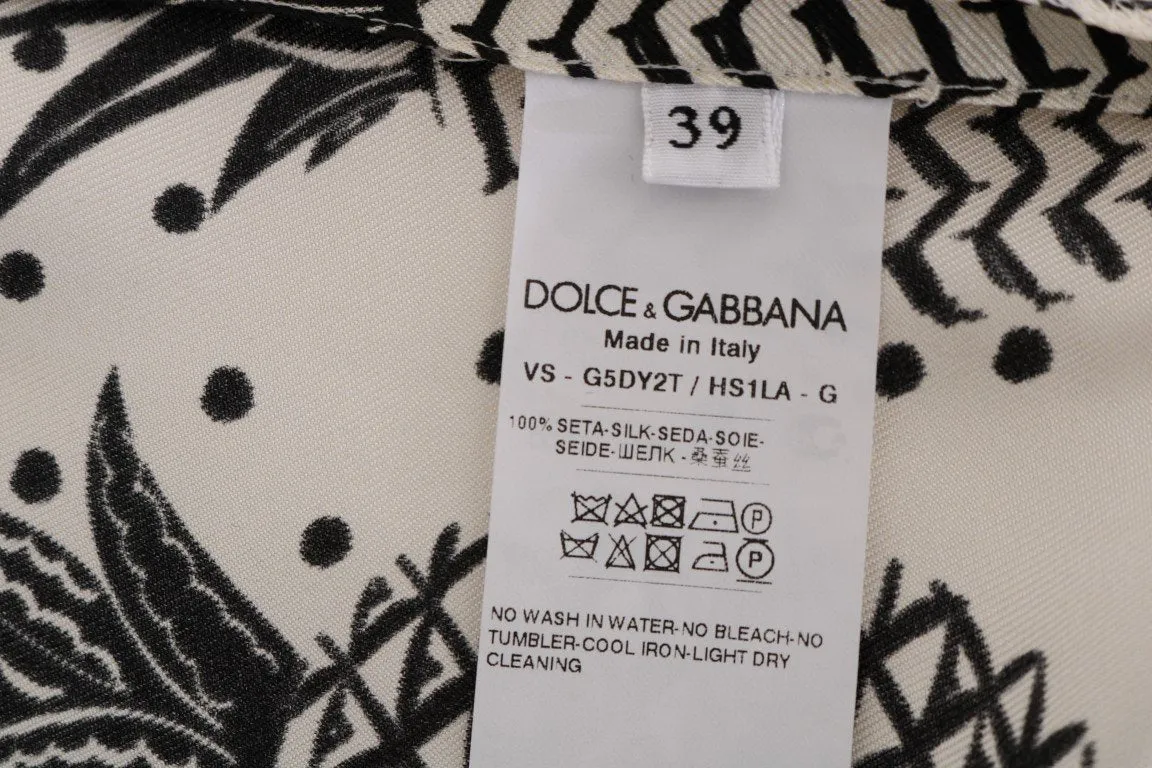 39
DOLCE & GABBANA
Made in Italy
VS - G5DY2T / HS1LA - G
100% SETA-SILK-SEDA-SOIE-
SEIDE-ШЕЛК - 桑蚕丝
P
P
NO WASH IN WATER-NO BLEACH-NO
TUMBLER-COOL IRON-LIGHT DRY
CLEANING